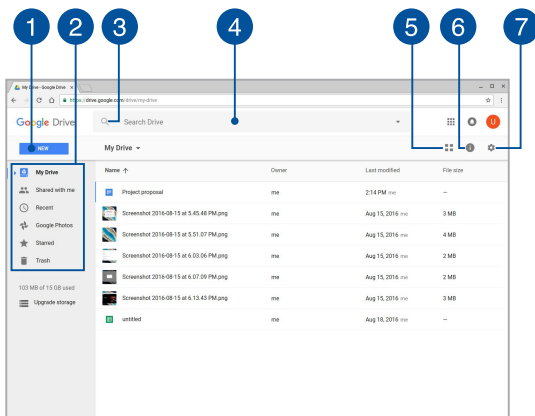 1 2 3 4 5 6 7
My Drive - Google Drive
https://drive.google.com/drive/my-drive
Google Drive Search Drive U
NEW My Drive
Name Owner Last modified File size
My Drive
Project proposal me 2:14 PM me –
Shared with me
Screenshot 2016-08-15 at 5.45.48 PM.png me Aug 15, 2016 me 3 MB
Recent
Screenshot 2016-08-15 at 5.51.07 PM.png me Aug 15, 2016 me 4 MB
Google Photos
Screenshot 2016-08-15 at 6.03.06 PM.png me Aug 15, 2016 me 2 MB
Starred
Screenshot 2016-08-15 at 6.07.09 PM.png me Aug 15, 2016 me 2 MB
Trash
103 MB of 15 GB used
Screenshot 2016-08-15 at 6.13.43 PM.png me Aug 15, 2016 me 3 MB
Upgrade storage
untitled me Aug 18, 2016 me –